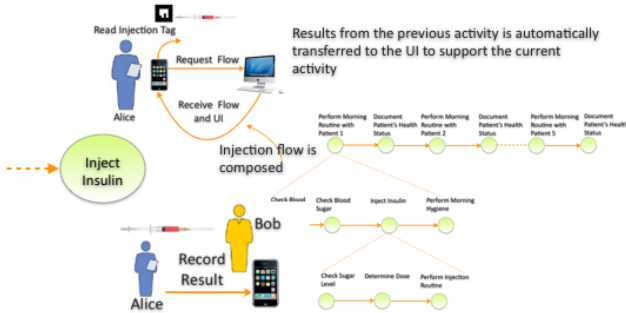 Read Injection Tag
Results from the previous activity is automatically
transferred to the UI to support the current
activity
Request Flow
Receive Flow
and UI
Alice
Injection flow is
composed
Perform Morning
Routine with
Patient 1
Document
Patient's Health
Status
Perform Morning
Routine with
Patient 2
Document
Patient's Health
Status
Perform Morning
Routine with
Patient 5
Document
Patient's Health
Status
Inject
Insulin
Check Blood
Check Blood
Sugar
Inject Insulin
Perform Morning
Hygiene
Bob
Record
Result
Alice
Check Sugar
Level
Determine Dose
Perform Injection
Routine